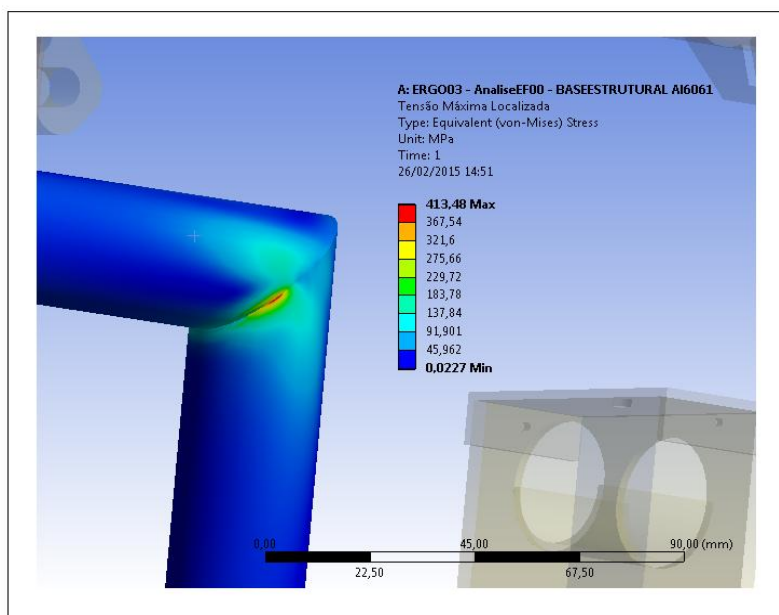 A: ERGO03 - AnaliseEF00 - BASEESTRUTURAL Al6061
Tensão Máxima Localizada
Type: Equivalent (von-Mises) Stress
Unit: MPa
Time: 1
26/02/2015 14:51
413,48 Max
367,54
321,6
275,66
229,72
183,78
137,84
91,901
45,962
0,0227 Min
0,00 45,00 90,00 (mm)
22,50 67,50